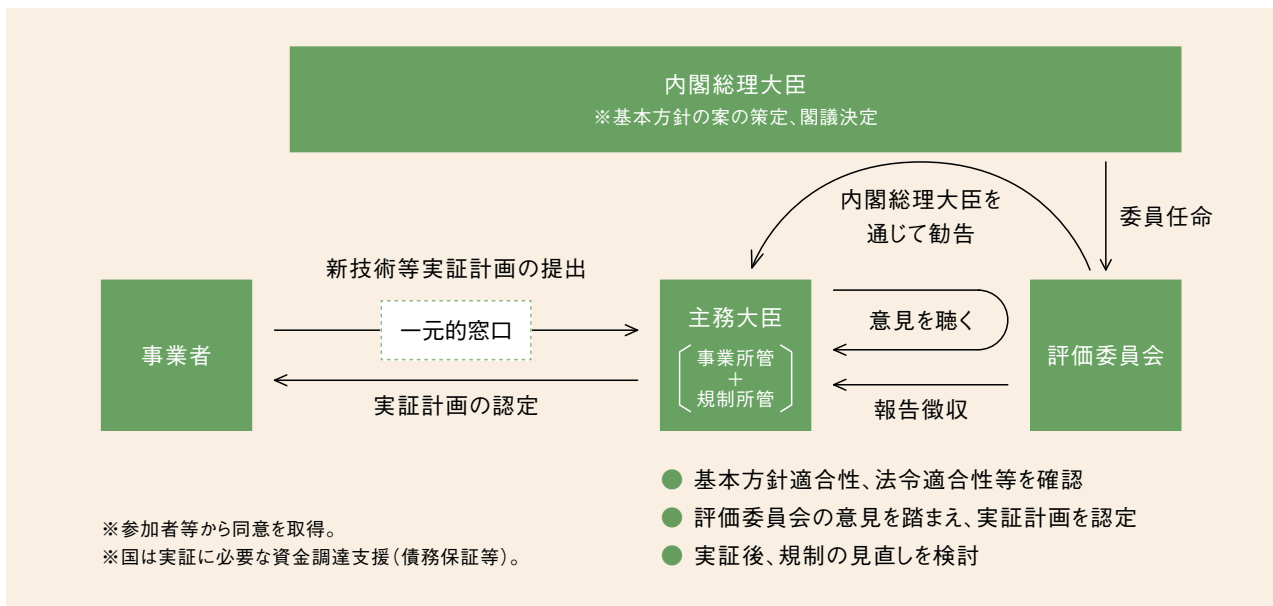 内閣総理大臣
※基本方針の案の策定、閣議決定
内閣総理大臣を
通じて勧告
委員任命
新技術等実証計画の提出
一元的窓口
事業者
実証計画の認定
主務大臣
事業所管
＋
規制所管
意見を聴く
報告徴収
評価委員会
● 基本方針適合性、法令適合性等を確認
● 評価委員会の意見を踏まえ、実証計画を認定
● 実証後、規制の見直しを検討
※参加者等から同意を取得。
※国は実証に必要な資金調達支援（債務保証等）。